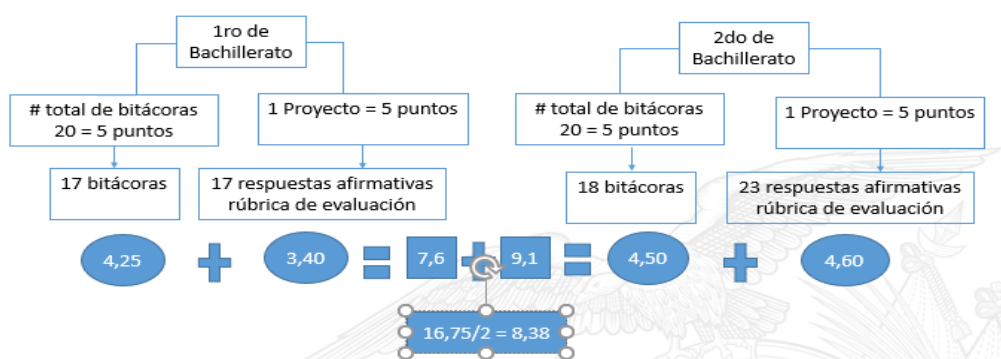 1ro de
Bachillerato
# total de bitácoras
20 = 5 puntos
1 Proyecto = 5 puntos
17 bitácoras
17 respuestas afirmativas
rúbrica de evaluación
2do de
Bachillerato
# total de bitácoras
20 = 5 puntos
1 Proyecto = 5 puntos
18 bitácoras
23 respuestas afirmativas
rúbrica de evaluación
4,25 + 3,40 = 7,6 + 9,1 = 4,50 + 4,60
16,75/2 = 8,38